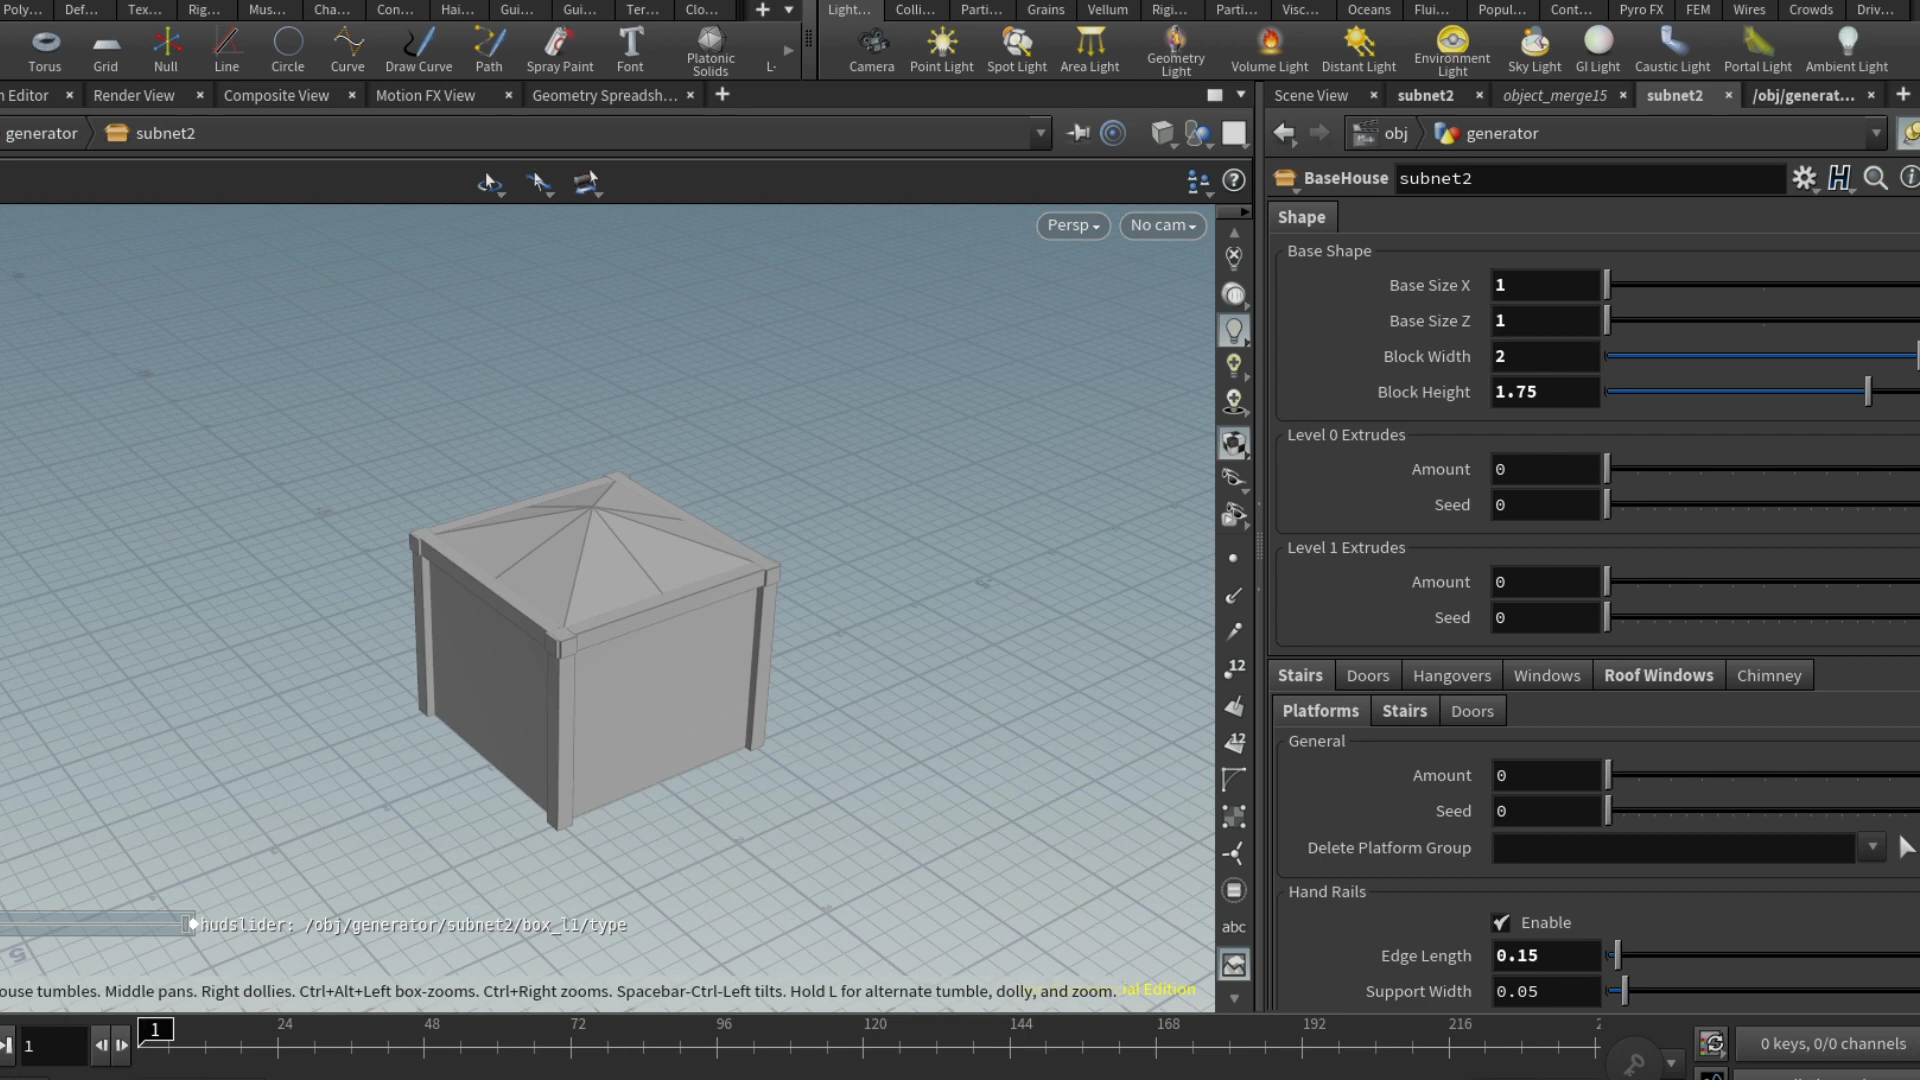 Poly... Def... Tex... Rig... Mus... Cha... Con... Hai... Gui... Gui... Ter... Clo... Light... Colli... Parti... Grains Vellum Rigi... Parti... Visc... Oceans Flui... Popul... Cont... Pyro FX FEM Wires Crowds Driv...
Torus Grid Null Line Circle Curve Draw Curve Path Spray Paint Font Platonic Solids L- Camera Point Light Spot Light Area Light Geometry Light Volume Light Distant Light Environment Light Sky Light GI Light Caustic Light Portal Light Ambient Light
Editor Render View Composite View Motion FX View Geometry Spreadsh... Scene View subnet2 object_merge15 subnet2 /obj/generat...
generator subnet2 obj generator
BaseHouse subnet2
Persp No cam
Shape
Base Shape
Base Size X 1
Base Size Z 1
Block Width 2
Block Height 1.75
Level 0 Extrudes
Amount 0
Seed 0
Level 1 Extrudes
Amount 0
Seed 0
12
12
abc
Stairs Doors Hangovers Windows Roof Windows Chimney
Platforms Stairs Doors
General
Amount 0
Seed 0
Delete Platform Group
Hand Rails
Enable
Edge Length 0.15
Support Width 0.05
hudslider: /obj/generator/subnet2/box_l1/type
5
ouse tumbles. Middle pans. Right dollies. Ctrl+Alt+Left box-zooms. Ctrl+Right zooms. Spacebar-Ctrl-Left tilts. Hold L for alternate tumble, dolly, and zoom. ial Edition
1 1 24 48 72 96 120 144 168 192 216 2
0 keys, 0/0 channels